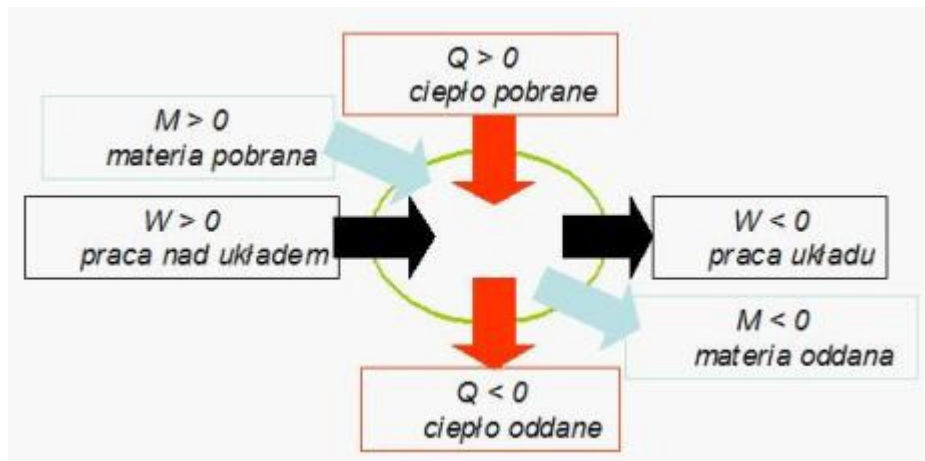 Q > 0
ciepło pobrane
M > 0
materia pobrana
W > 0
praca nad układem
W < 0
praca układu
M < 0
materia oddana
Q < 0
ciepło oddane